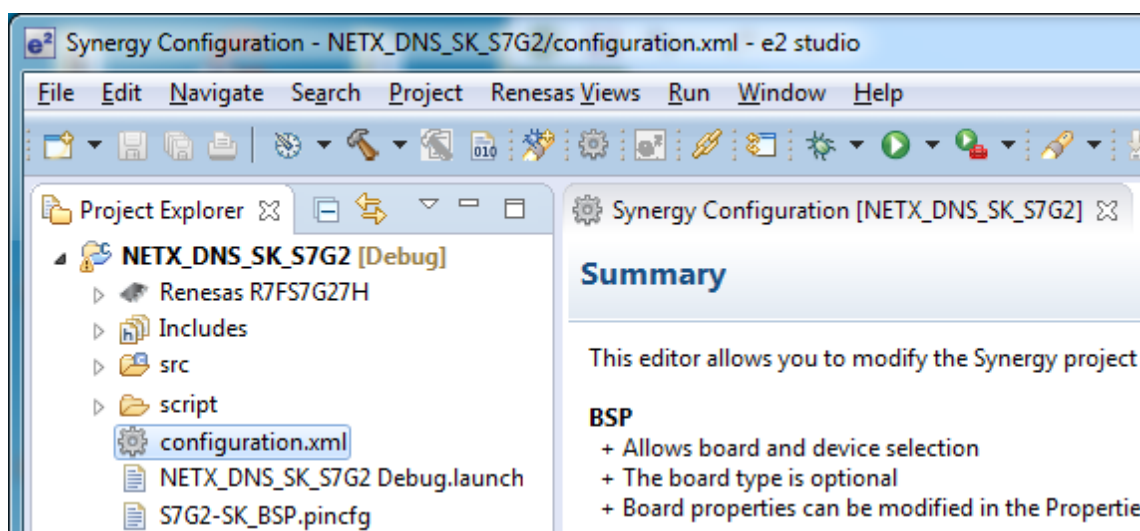 e² Synergy Configuration - NETX_DNS_SK_S7G2/configuration.xml - e2 studio
File Edit Navigate Search Project Renesas Views Run Window Help
010
Project Explorer
Synergy Configuration [NETX_DNS_SK_S7G2]
NETX_DNS_SK_S7G2 [Debug]
Renesas R7FS7G27H
Includes
src
script
configuration.xml
NETX_DNS_SK_S7G2 Debug.launch
S7G2-SK_BSP.pincfg
Summary
This editor allows you to modify the Synergy project
BSP
+ Allows board and device selection
+ The board type is optional
+ Board properties can be modified in the Propertie